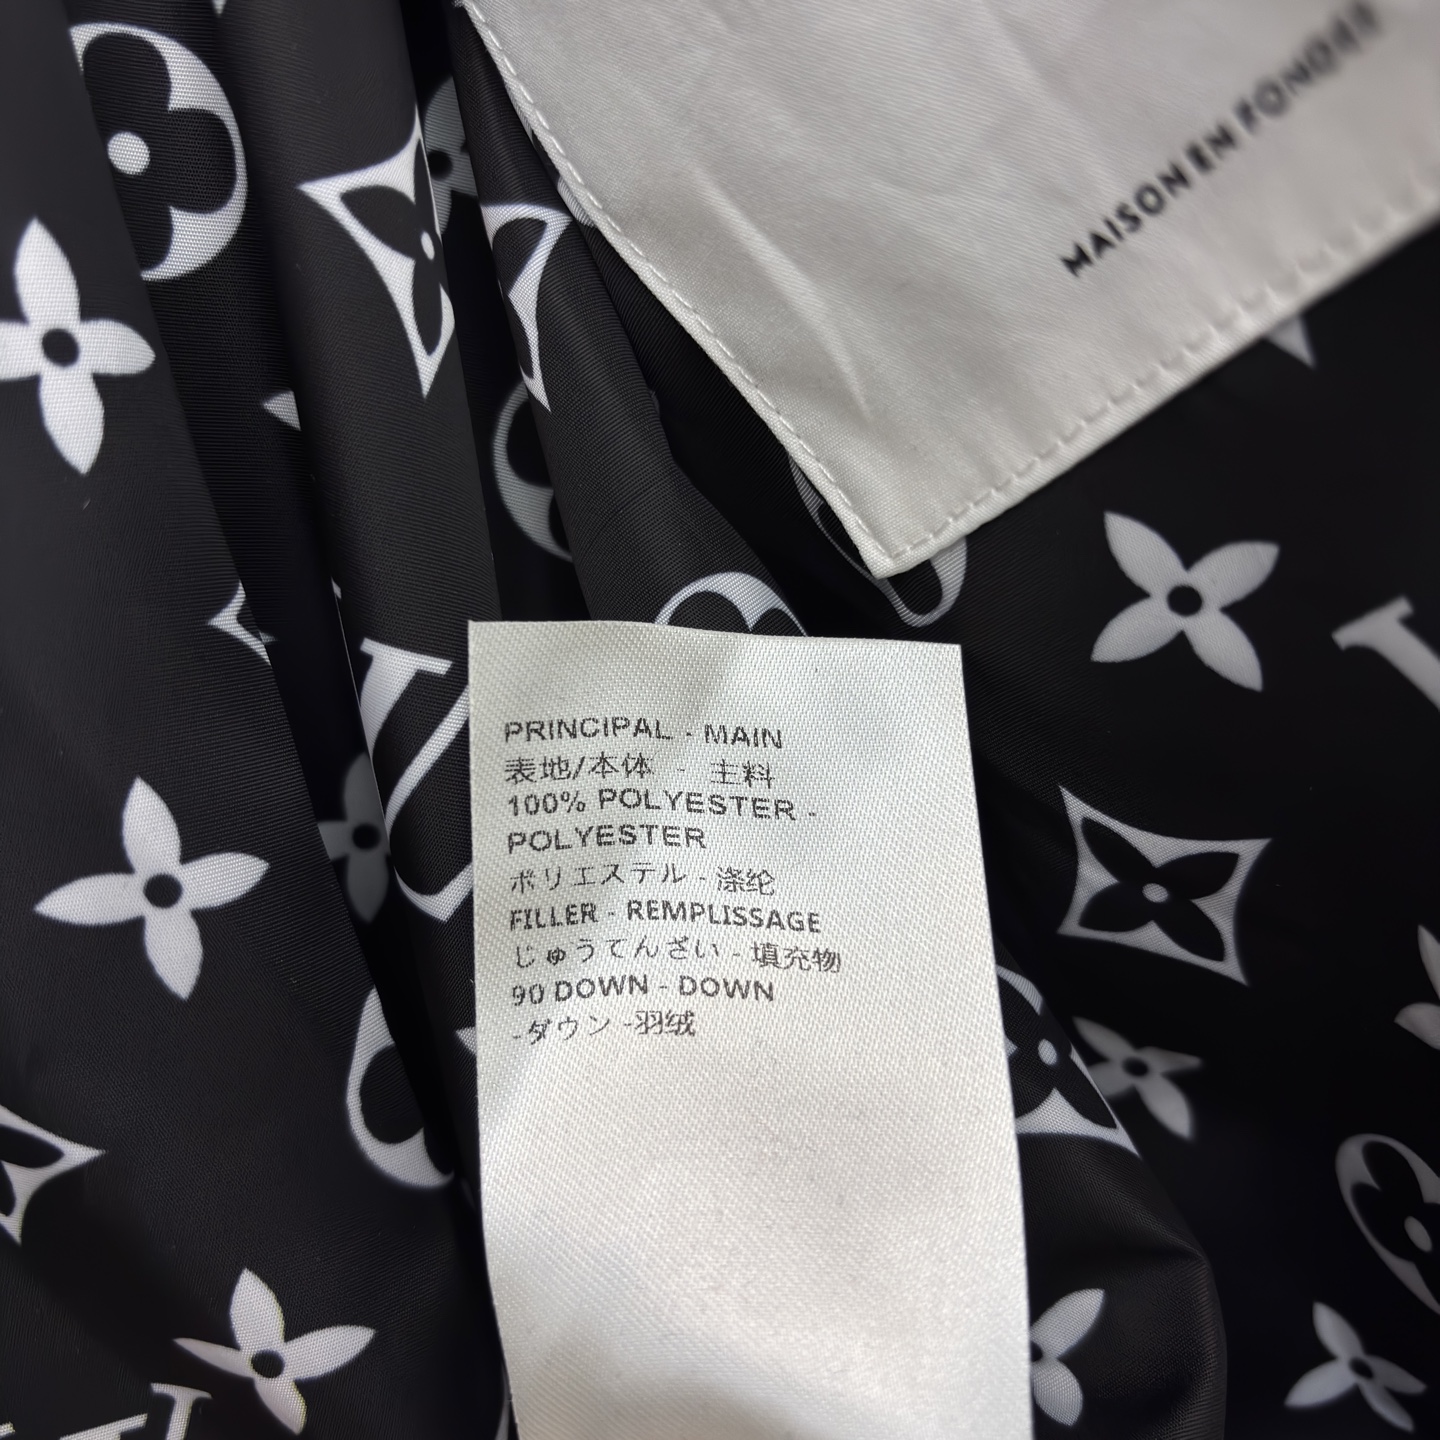 MAISON EN FONDÉE
PRINCIPAL - MAIN
表地/本体 - 主料
100% POLYESTER -
POLYESTER
ポリエステル - 涤纶
FILLER - REMPLISSAGE
じゅうてんざい - 填充物
90 DOWN - DOWN
-ダウン -羽绒